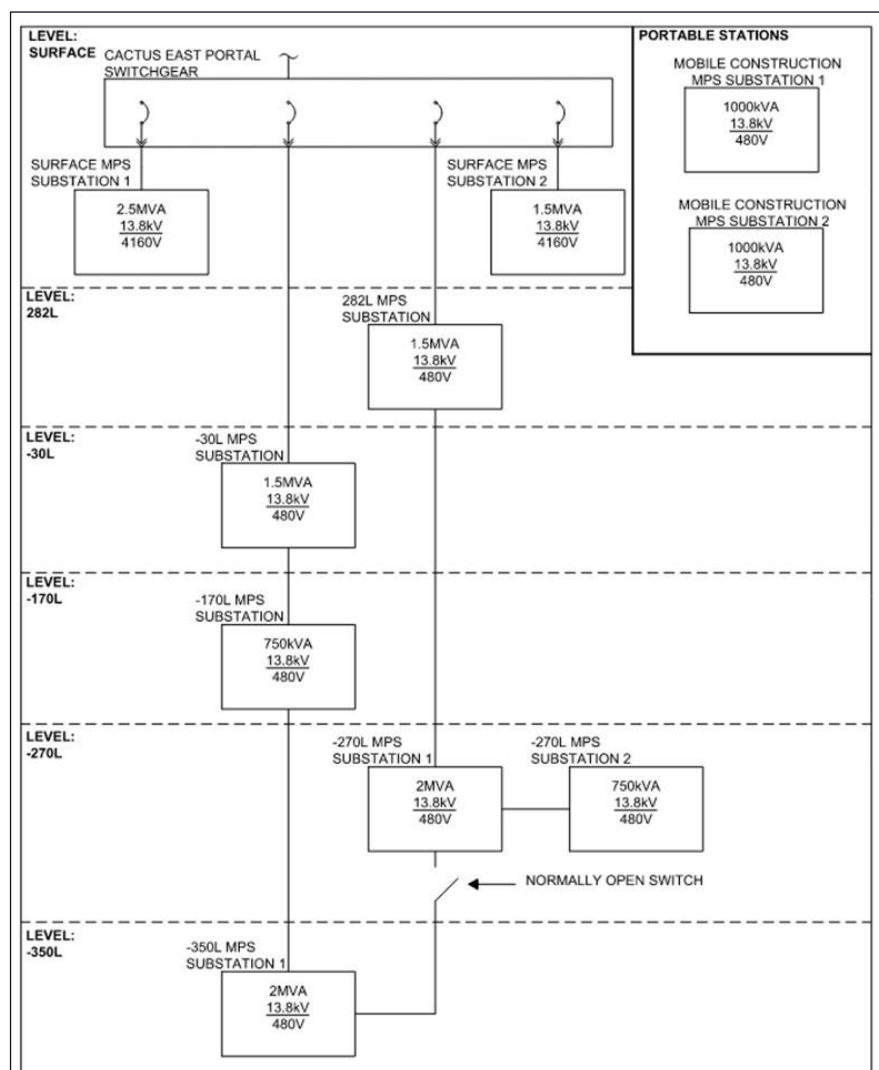 LEVEL:
SURFACE
CACTUS EAST PORTAL
SWITCHGEAR
SURFACE MPS
SUBSTATION 1
2.5MVA
13.8kV
4160V
SURFACE MPS
SUBSTATION 2
1.5MVA
13.8kV
4160V
PORTABLE STATIONS
MOBILE CONSTRUCTION
MPS SUBSTATION 1
1000kVA
13.8kV
480V
MOBILE CONSTRUCTION
MPS SUBSTATION 2
1000kVA
13.8kV
480V
LEVEL:
282L
282L MPS
SUBSTATION
1.5MVA
13.8kV
480V
LEVEL:
-30L
-30L MPS
SUBSTATION
1.5MVA
13.8kV
480V
LEVEL:
-170L
-170L MPS
SUBSTATION
750kVA
13.8kV
480V
LEVEL:
-270L
-270L MPS
SUBSTATION 1
2MVA
13.8kV
480V
-270L MPS
SUBSTATION 2
750kVA
13.8kV
480V
NORMALLY OPEN SWITCH
LEVEL:
-350L
-350L MPS
SUBSTATION 1
2MVA
13.8kV
480V